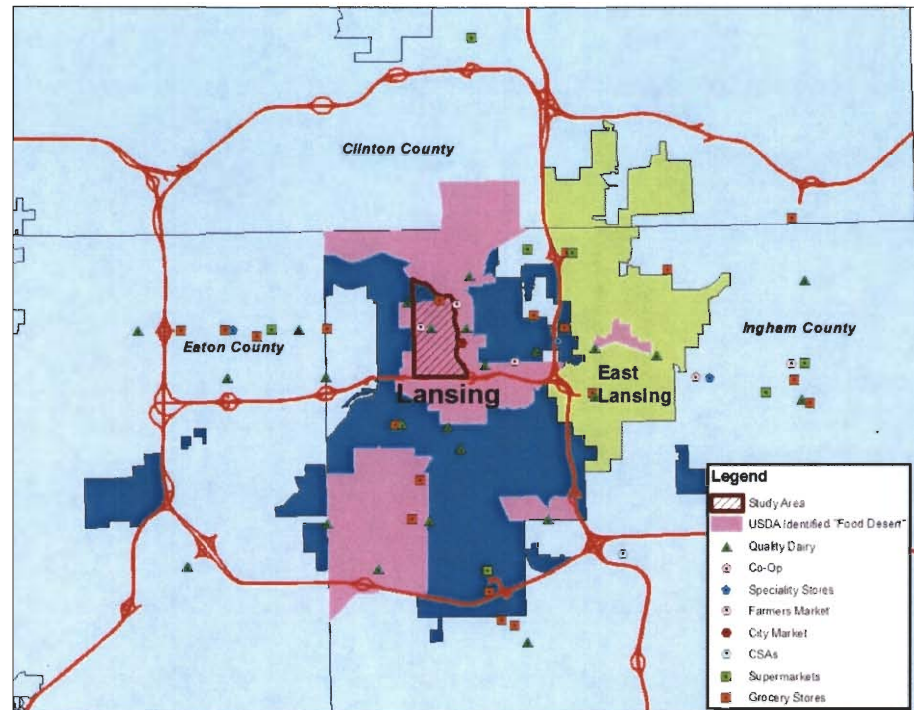 Clinton County
Eaton County
Ingham County
East
Lansing
Lansing
Legend
Study Area
USDA Identified "Food Desert"
Quality Dairy
Co-Op
Speciality Stores
Farmers Market
City Market
CSAs
Supermarkets
Grocery Stores